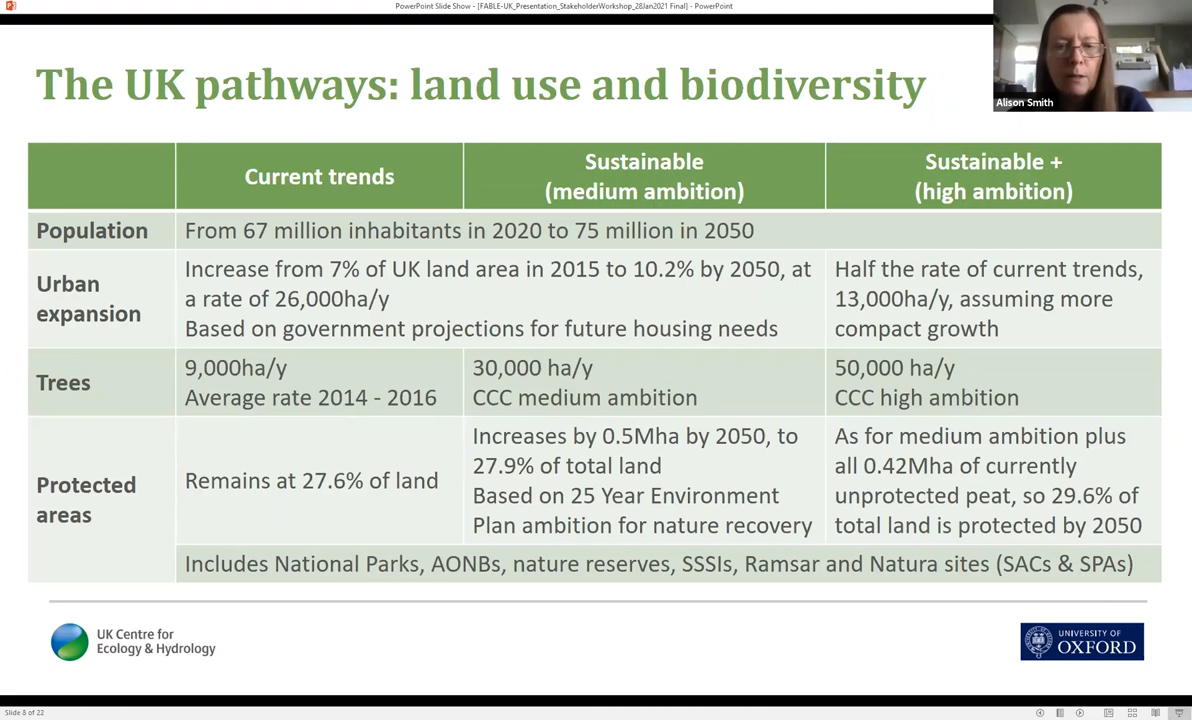 PowerPoint Slide Show - [FABLE-UK_Presentation_StakeholderWorkshop_28Jan2021 Final] - PowerPoint
The UK pathways: land use and biodiversity
Alison Smith
Current trends
Sustainable
(medium ambition)
Sustainable +
(high ambition)
Population
From 67 million inhabitants in 2020 to 75 million in 2050
Urban
expansion
Increase from 7% of UK land area in 2015 to 10.2% by 2050, at
a rate of 26,000ha/y
Based on government projections for future housing needs
Half the rate of current trends,
13,000ha/y, assuming more
compact growth
Trees
9,000ha/y
Average rate 2014 - 2016
30,000 ha/y
CCC medium ambition
50,000 ha/y
CCC high ambition
Protected
areas
Remains at 27.6% of land
Increases by 0.5Mha by 2050, to
27.9% of total land
Based on 25 Year Environment
Plan ambition for nature recovery
As for medium ambition plus
all 0.42Mha of currently
unprotected peat, so 29.6% of
total land is protected by 2050
Includes National Parks, AONBs, nature reserves, SSSIs, Ramsar and Natura sites (SACs & SPAs)
UK Centre for
Ecology & Hydrology
UNIVERSITY OF
OXFORD
Slide 8 of 22